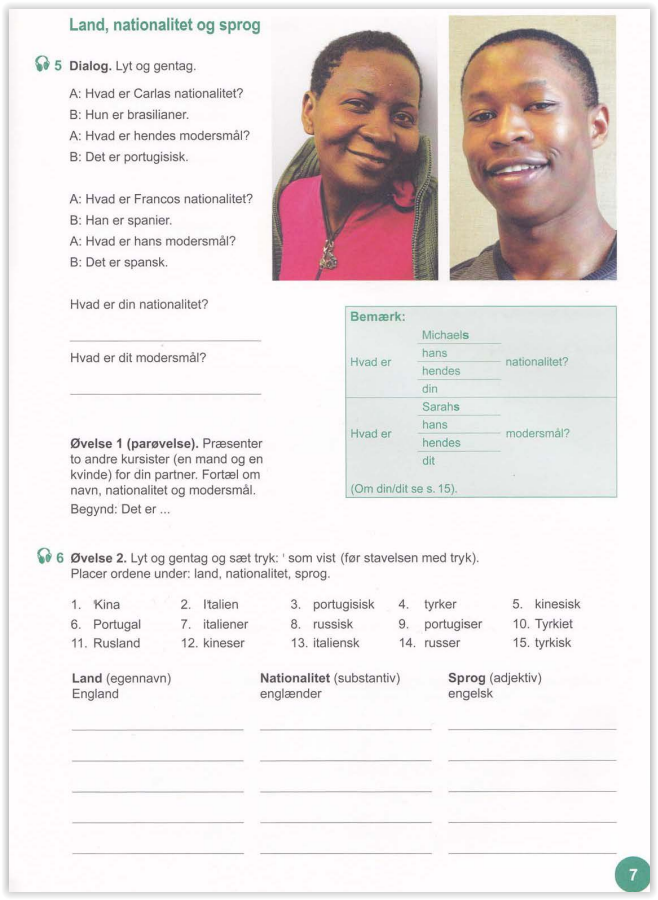 Land, nationalitet og sprog
5 Dialog. Lyt og gentag.
A: Hvad er Carlas nationalitet?
B: Hun er brasilianer.
A: Hvad er hendes modersmål?
B: Det er portugisisk.
A: Hvad er Francos nationalitet?
B: Han er spanier.
A: Hvad er hans modersmål?
B: Det er spansk.
Hvad er din nationalitet?
Hvad er dit modersmål?
Øvelse 1 (parøvelse). Præsenter
to andre kursister (en mand og en
kvinde) for din partner. Fortæl om
navn, nationalitet og modersmål.
Begynd: Det er ...
Bemærk:
Michaels
Hvad er hans nationalitet?
hendes
din
Sarahs
Hvad er hans modersmål?
hendes
dit
(Om din/dit se s. 15).
6 Øvelse 2. Lyt og gentag og sæt tryk: ' som vist (før stavelsen med tryk).
Placer ordene under: land, nationalitet, sprog.
1. 'Kina 2. I'talien 3. portugisisk 4. tyrker 5. kinesisk
6. Portugal 7. italiener 8. russisk 9. portugiser 10. Tyrkiet
11. Rusland 12. kineser 13. italiensk 14. russer 15. tyrkisk
Land (egennavn) Nationalitet (substantiv) Sprog (adjektiv)
England englænder engelsk
7